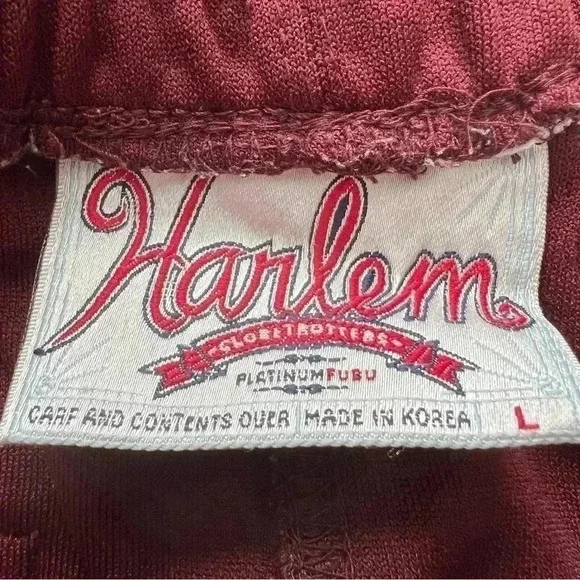 Harlem
GLOBETROTTERS
PLATINUMFUBU
CARE AND CONTENTS OVER MADE IN KOREA L